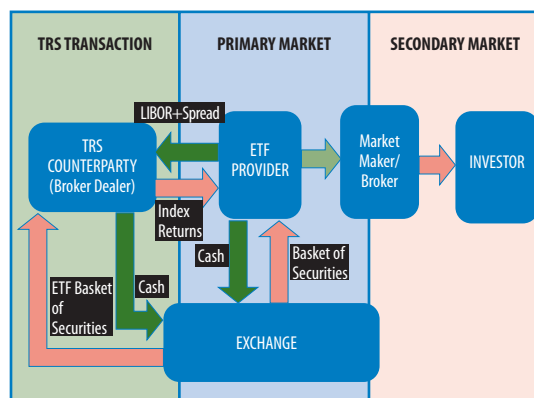 TRS TRANSACTION
PRIMARY MARKET
SECONDARY MARKET
LIBOR+Spread
TRS
COUNTERPARTY
(Broker Dealer)
ETF
PROVIDER
Market
Maker/
Broker
INVESTOR
Index
Returns
ETF Basket
of
Securities
Cash
Cash
Basket of
Securities
EXCHANGE